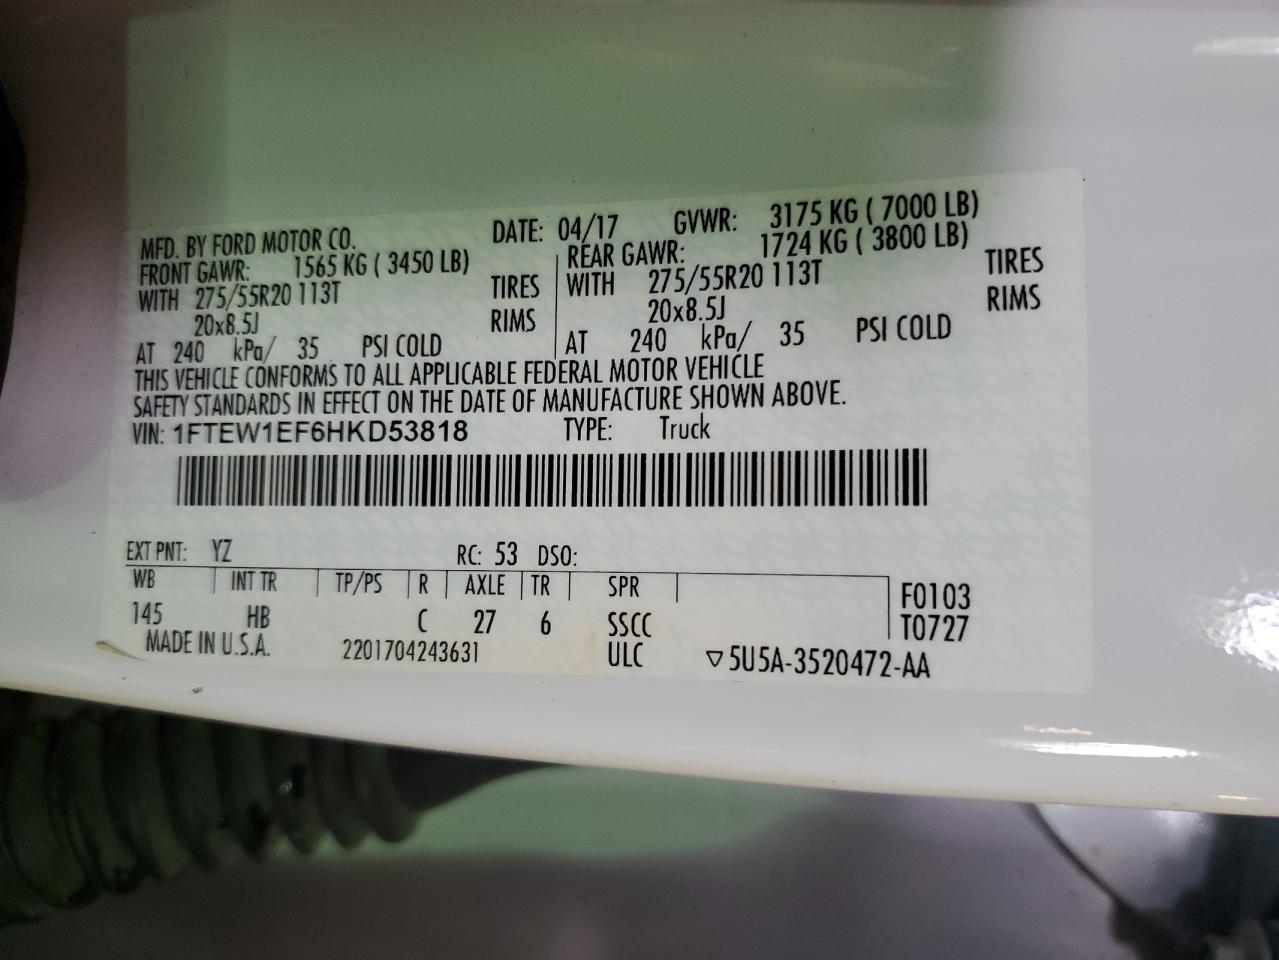 MFD. BY FORD MOTOR CO. DATE: 04/17 GVWR: 3175 KG ( 7000 LB)
FRONT GAWR: 1565 KG ( 3450 LB) REAR GAWR: 1724 KG ( 3800 LB)
WITH 275/55R20 113T TIRES WITH 275/55R20 113T TIRES
20x8.5J RIMS 20x8.5J RIMS
AT 240 kPa/ 35 PSI COLD AT 240 kPa/ 35 PSI COLD
THIS VEHICLE CONFORMS TO ALL APPLICABLE FEDERAL MOTOR VEHICLE
SAFETY STANDARDS IN EFFECT ON THE DATE OF MANUFACTURE SHOWN ABOVE.
VIN: 1FTEW1EF6HKD53818 TYPE: Truck
EXT PNT: YZ RC: 53 DSO:
WB INT TR TP/PS R AXLE TR SPR F0103
145 HB C 27 6 SSCC T0727
MADE IN U.S.A. 2201704243631 ULC ▽5U5A-3520472-AA